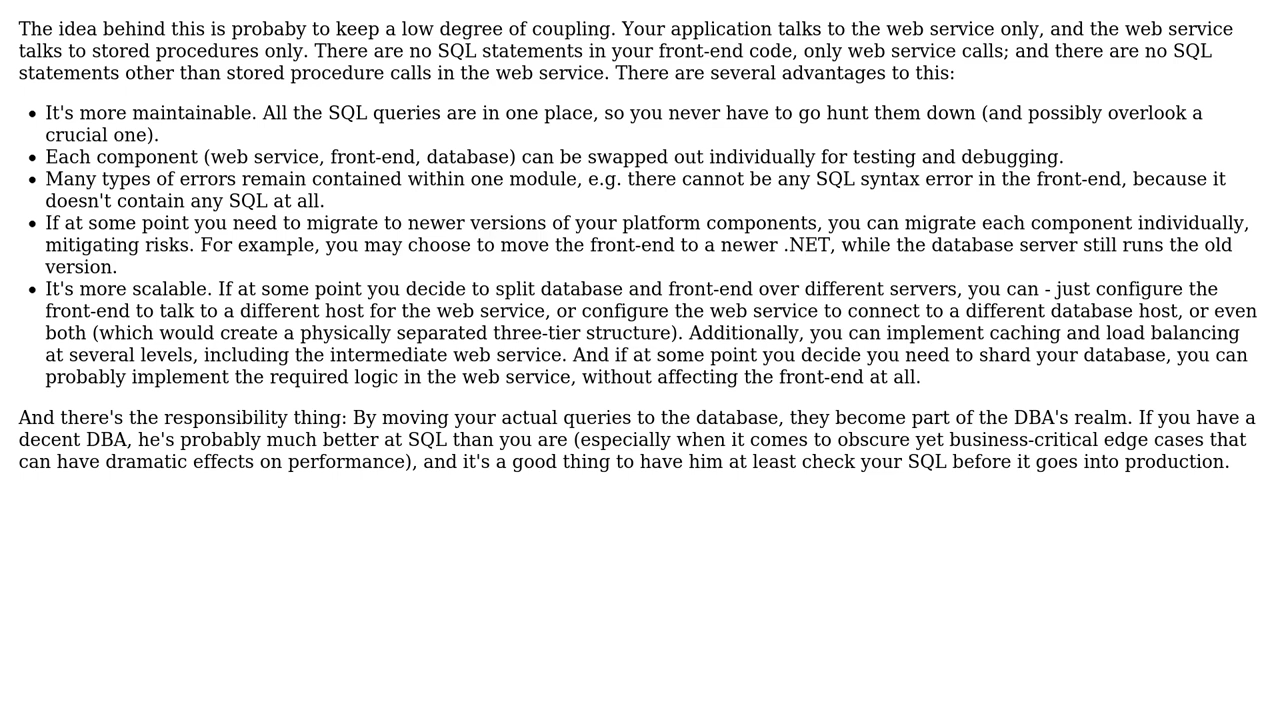 The idea behind this is probaby to keep a low degree of coupling. Your application talks to the web service only, and the web service
talks to stored procedures only. There are no SQL statements in your front-end code, only web service calls; and there are no SQL
statements other than stored procedure calls in the web service. There are several advantages to this:
• It's more maintainable. All the SQL queries are in one place, so you never have to go hunt them down (and possibly overlook a
crucial one).
• Each component (web service, front-end, database) can be swapped out individually for testing and debugging.
• Many types of errors remain contained within one module, e.g. there cannot be any SQL syntax error in the front-end, because it
doesn't contain any SQL at all.
• If at some point you need to migrate to newer versions of your platform components, you can migrate each component individually,
mitigating risks. For example, you may choose to move the front-end to a newer .NET, while the database server still runs the old
version.
• It's more scalable. If at some point you decide to split database and front-end over different servers, you can - just configure the
front-end to talk to a different host for the web service, or configure the web service to connect to a different database host, or even
both (which would create a physically separated three-tier structure). Additionally, you can implement caching and load balancing
at several levels, including the intermediate web service. And if at some point you decide you need to shard your database, you can
probably implement the required logic in the web service, without affecting the front-end at all.
And there's the responsibility thing: By moving your actual queries to the database, they become part of the DBA's realm. If you have a
decent DBA, he's probably much better at SQL than you are (especially when it comes to obscure yet business-critical edge cases that
can have dramatic effects on performance), and it's a good thing to have him at least check your SQL before it goes into production.